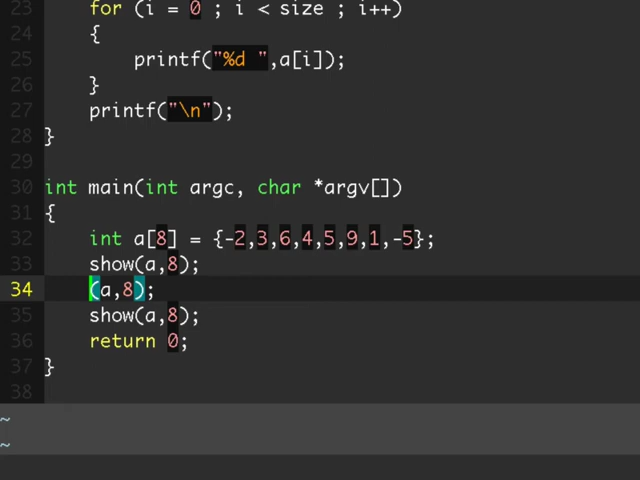 23 for (i = 0 ; i < size ; i++)
24 {
25 printf("%d ",a[i]);
26 }
27 printf("\n");
28 }
29
30 int main(int argc, char *argv[])
31 {
32 int a[8] = {-2,3,6,4,5,9,1,-5};
33 show(a,8);
34 (a,8);
35 show(a,8);
36 return 0;
37 }
38
~
~